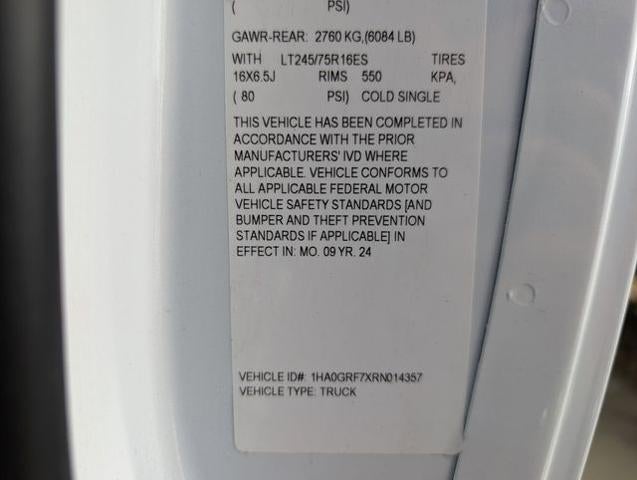 ( PSI)
GAWR-REAR: 2760 KG,(6084 LB)
WITH LT245/75R16ES TIRES
16X6.5J RIMS 550 KPA,
( 80 PSI) COLD SINGLE
THIS VEHICLE HAS BEEN COMPLETED IN
ACCORDANCE WITH THE PRIOR
MANUFACTURERS' IVD WHERE
APPLICABLE. VEHICLE CONFORMS TO
ALL APPLICABLE FEDERAL MOTOR
VEHICLE SAFETY STANDARDS [AND
BUMPER AND THEFT PREVENTION
STANDARDS IF APPLICABLE] IN
EFFECT IN: MO. 09 YR. 24
VEHICLE ID#: 1HA0GRF7XRN014357
VEHICLE TYPE: TRUCK